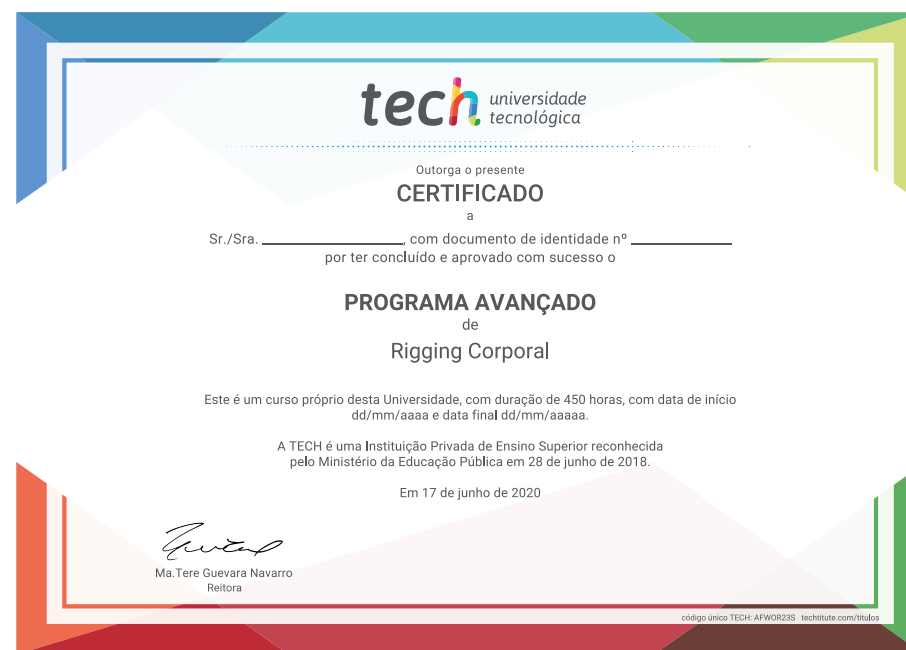 tech universidade
tecnológica
Outorga o presente
CERTIFICADO
a
Sr./Sra. ________________, com documento de identidade nº ____________
por ter concluído e aprovado com sucesso o
PROGRAMA AVANÇADO
de
Rigging Corporal
Este é um curso próprio desta Universidade, com duração de 450 horas, com data de início
dd/mm/aaaa e data final dd/mm/aaaaa.
A TECH é uma Instituição Privada de Ensino Superior reconhecida
pelo Ministério da Educação Pública em 28 de junho de 2018.
Em 17 de junho de 2020
Ma.Tere Guevara Navarro
Reitora
código único TECH: AFWOR23S techtitute.com/titulos